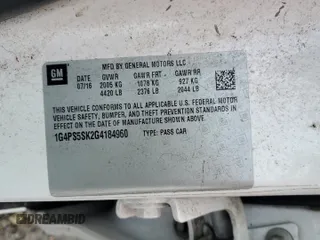 GM
MFD BY GENERAL MOTORS LLC
DATE GVWR GAWR FRT GAWR RR
07/16 2005 KG 1078 KG 927 KG
4420 LB 2376 LB 2044 LB
THIS VEHICLE CONFORMS TO ALL APPLICABLE U.S. FEDERAL MOTOR
VEHICLE SAFETY, BUMPER, AND THEFT PREVENTION STANDARDS
IN EFFECT ON THE DATE OF MANUFACTURE SHOWN ABOVE.
1G4PS5SK2G4184960 TYPE: PASS CAR
DREAMBID